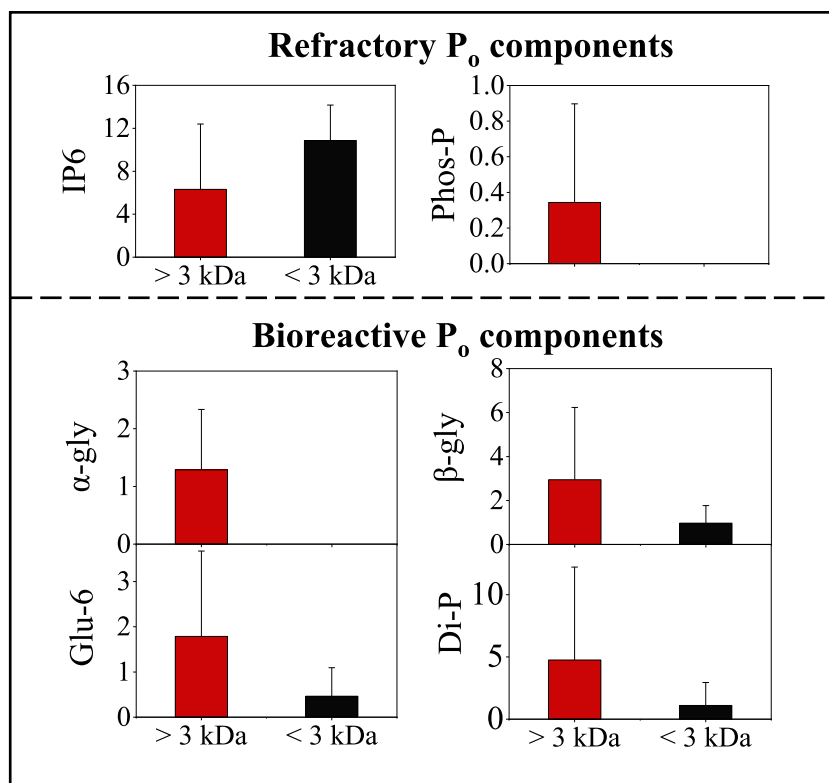 Refractory Pₒ components
IP6
16
12
8
4
0
> 3 kDa
< 3 kDa
Phos-P
1.0
0.8
0.6
0.4
0.2
0.0
Bioreactive Pₒ components
α-gly
3
2
1
0
β-gly
8
6
4
2
0
Glu-6
3
2
1
0
> 3 kDa
< 3 kDa
Di-P
10
5
0
> 3 kDa
< 3 kDa